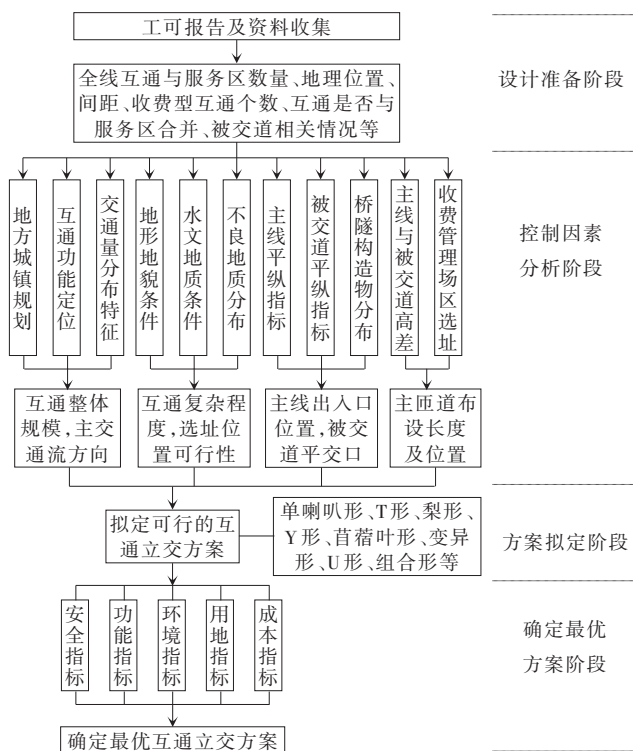 工可报告及资料收集
设计准备阶段
全线互通与服务区数量、地理位置、
间距、收费型互通个数、互通是否与
服务区合并、被交道相关情况等
地方城镇规划
互通功能定位
交通量分布特征
地形地貌条件
水文地质条件
不良地质分布
主线平纵指标
被交道平纵指标
桥隧构造物分布
主线与被交道高差
收费管理场区选址
控制因素
分析阶段
互通整体
规模,主交
通流方向
互通复杂程
度,选址位
置可行性
主线出入口
位置,被交
道平交口
主匝道布
设长度
及位置
拟定可行的互
通立交方案
单喇叭形、T形、梨形、
Y形、苜蓿叶形、变异
形、U形、组合形等
方案拟定阶段
安全指标
功能指标
环境指标
用地指标
成本指标
确定最优
方案阶段
确定最优互通立交方案